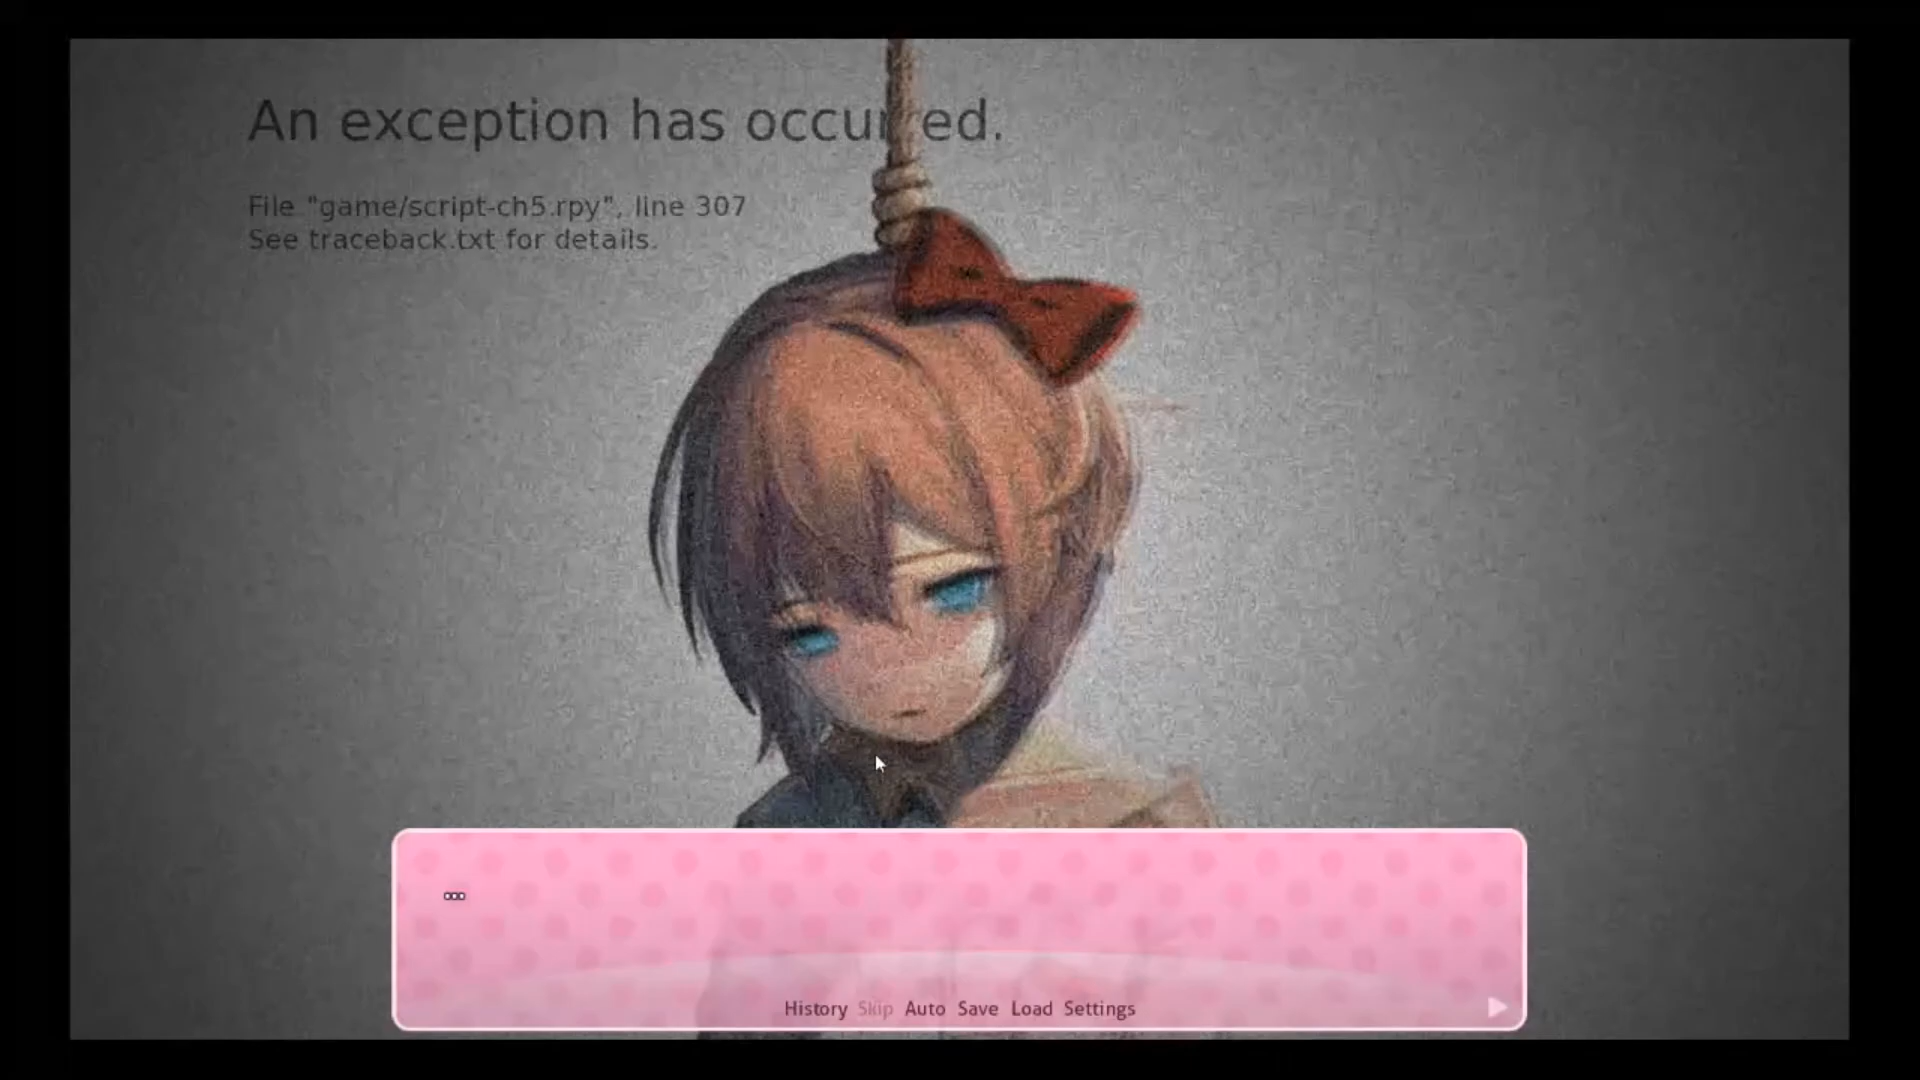 An exception has occurred.
File "game/script-ch5.rpy", line 307
See traceback.txt for details.
...
History Skip Auto Save Load Settings